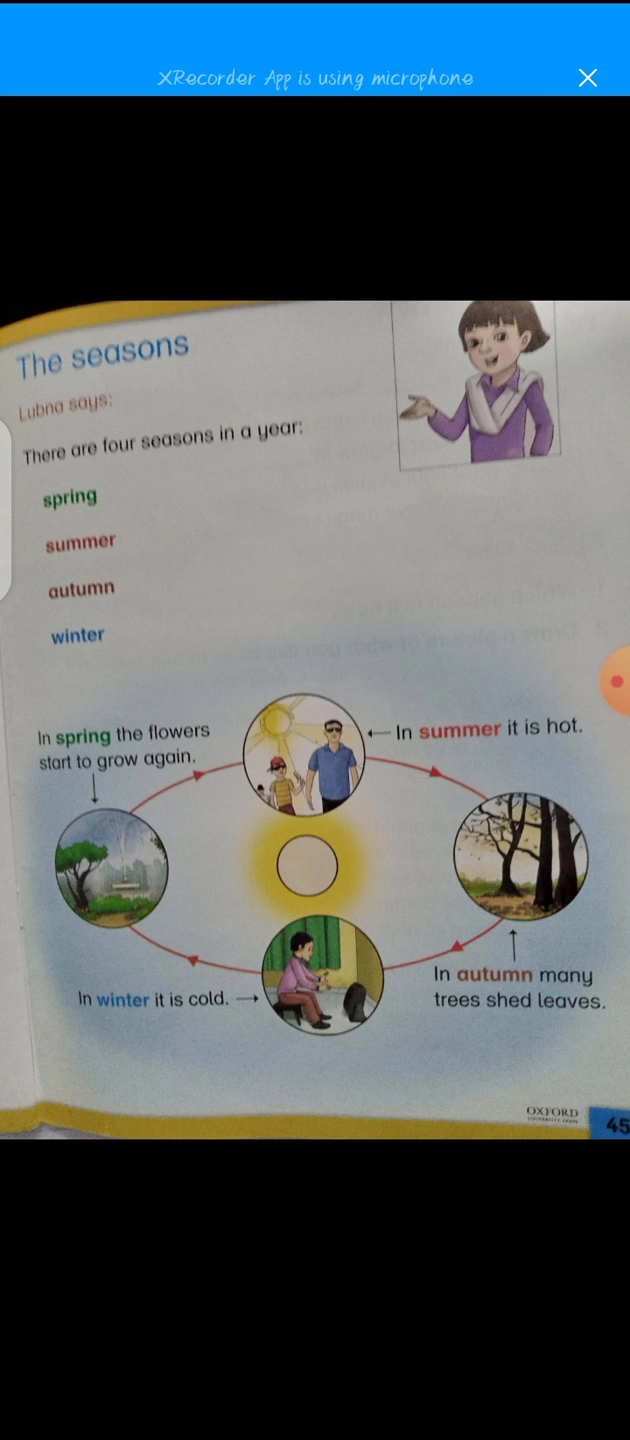 XRecorder App is using microphone
The seasons
Lubna says:
There are four seasons in a year:
spring
summer
autumn
winter
In spring the flowers
start to grow again.
In summer it is hot.
In winter it is cold.
In autumn many
trees shed leaves.
OXFORD
UNIVERSITY PRESS
45